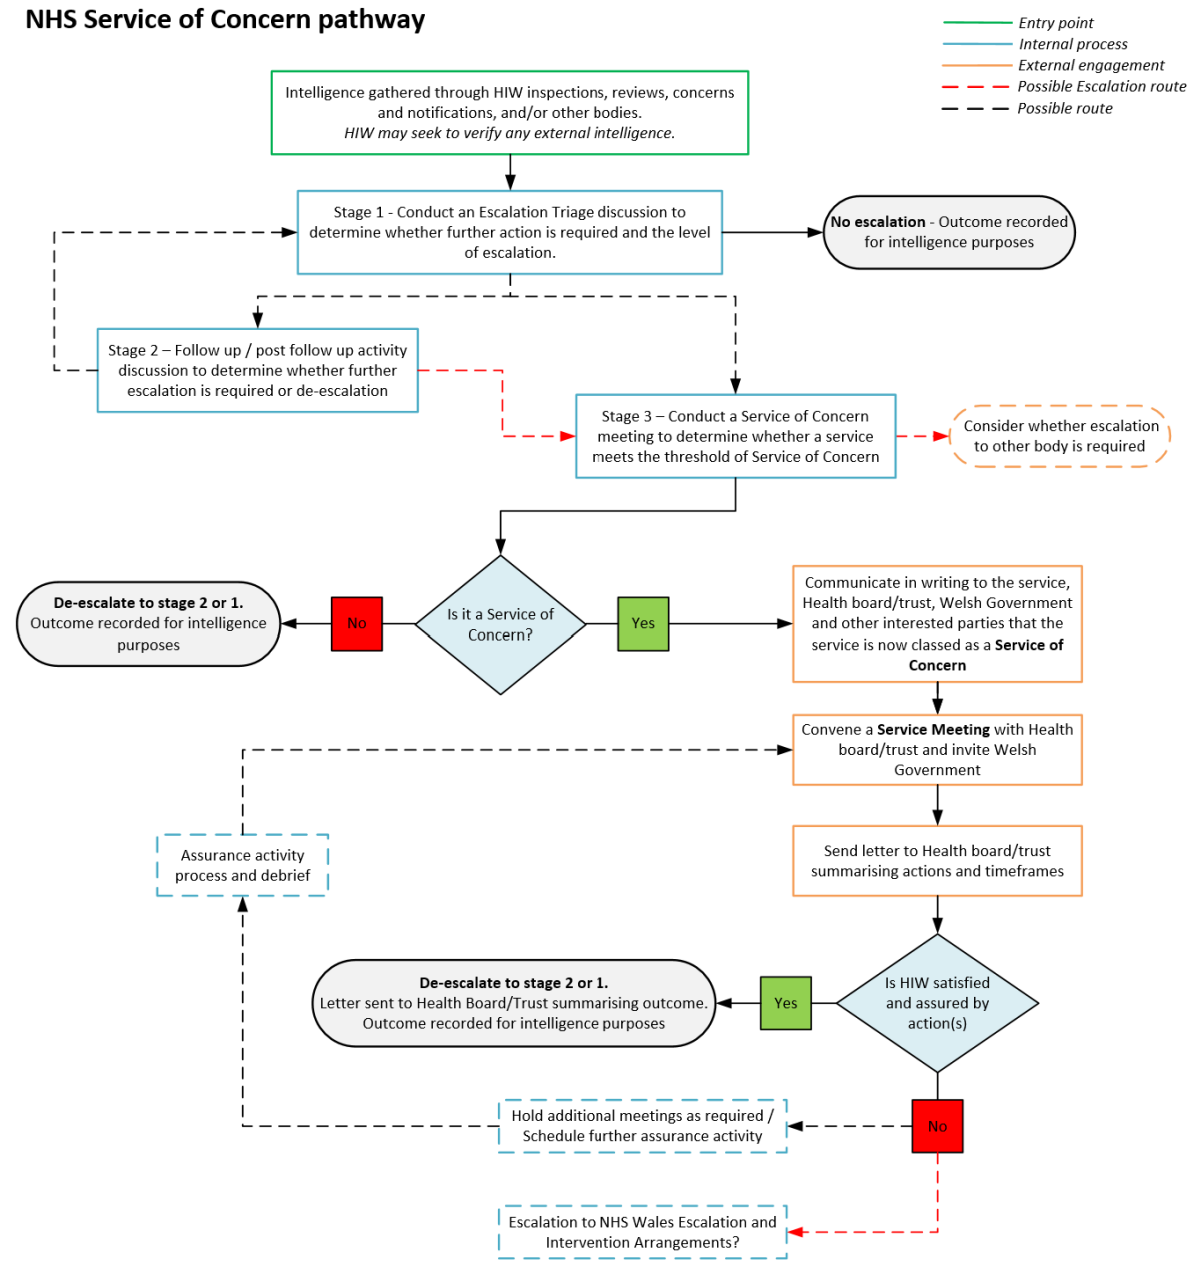 NHS Service of Concern pathway
Entry point
Internal process
External engagement
Possible Escalation route
Possible route
Intelligence gathered through HIW inspections, reviews, concerns
and notifications, and/or other bodies.
HIW may seek to verify any external intelligence.
Stage 1 - Conduct an Escalation Triage discussion to
determine whether further action is required and the level
of escalation.
No escalation - Outcome recorded
for intelligence purposes
Stage 2 – Follow up / post follow up activity
discussion to determine whether further
escalation is required or de-escalation
Stage 3 – Conduct a Service of Concern
meeting to determine whether a service
meets the threshold of Service of Concern
Consider whether escalation
to other body is required
De-escalate to stage 2 or 1.
Outcome recorded for intelligence
purposes
No
Is it a Service of
Concern?
Yes
Communicate in writing to the service,
Health board/trust, Welsh Government
and other interested parties that the
service is now classed as a Service of
Concern
Convene a Service Meeting with Health
board/trust and invite Welsh
Government
Assurance activity
process and debrief
Send letter to Health board/trust
summarising actions and timeframes
De-escalate to stage 2 or 1.
Letter sent to Health Board/Trust summarising outcome.
Outcome recorded for intelligence purposes
Yes
Is HIW satisfied
and assured by
action(s)
Hold additional meetings as required /
Schedule further assurance activity
No
Escalation to NHS Wales Escalation and
Intervention Arrangements?